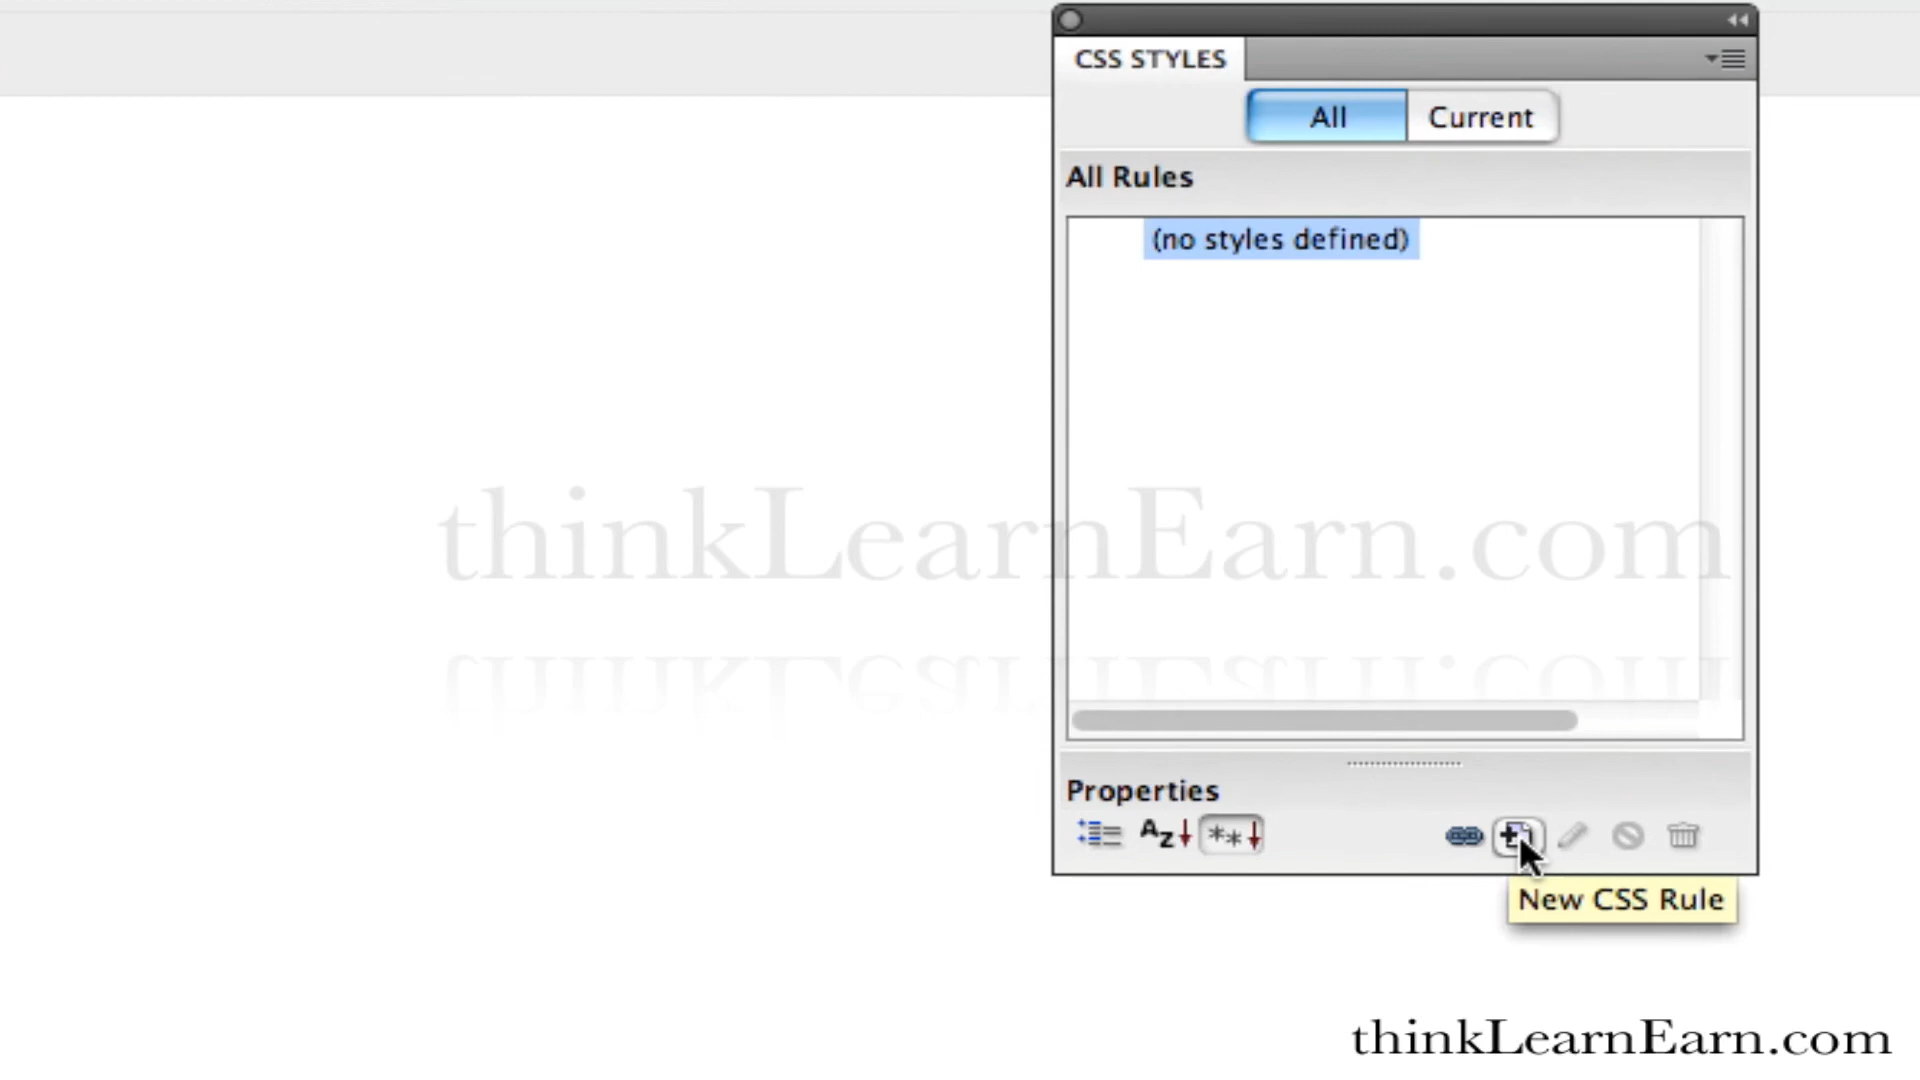 CSS STYLES
All Current
All Rules
(no styles defined)
thinkLearnEarn.com
Properties
New CSS Rule
thinkLearnEarn.com